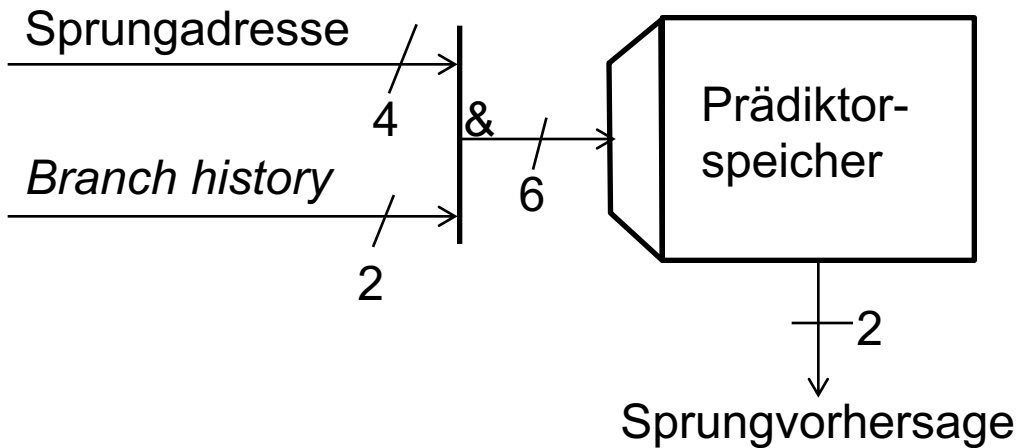 Sprungadresse
4
&
Prädiktor-
speicher
6
Branch history
2
2
Sprungvorhersage